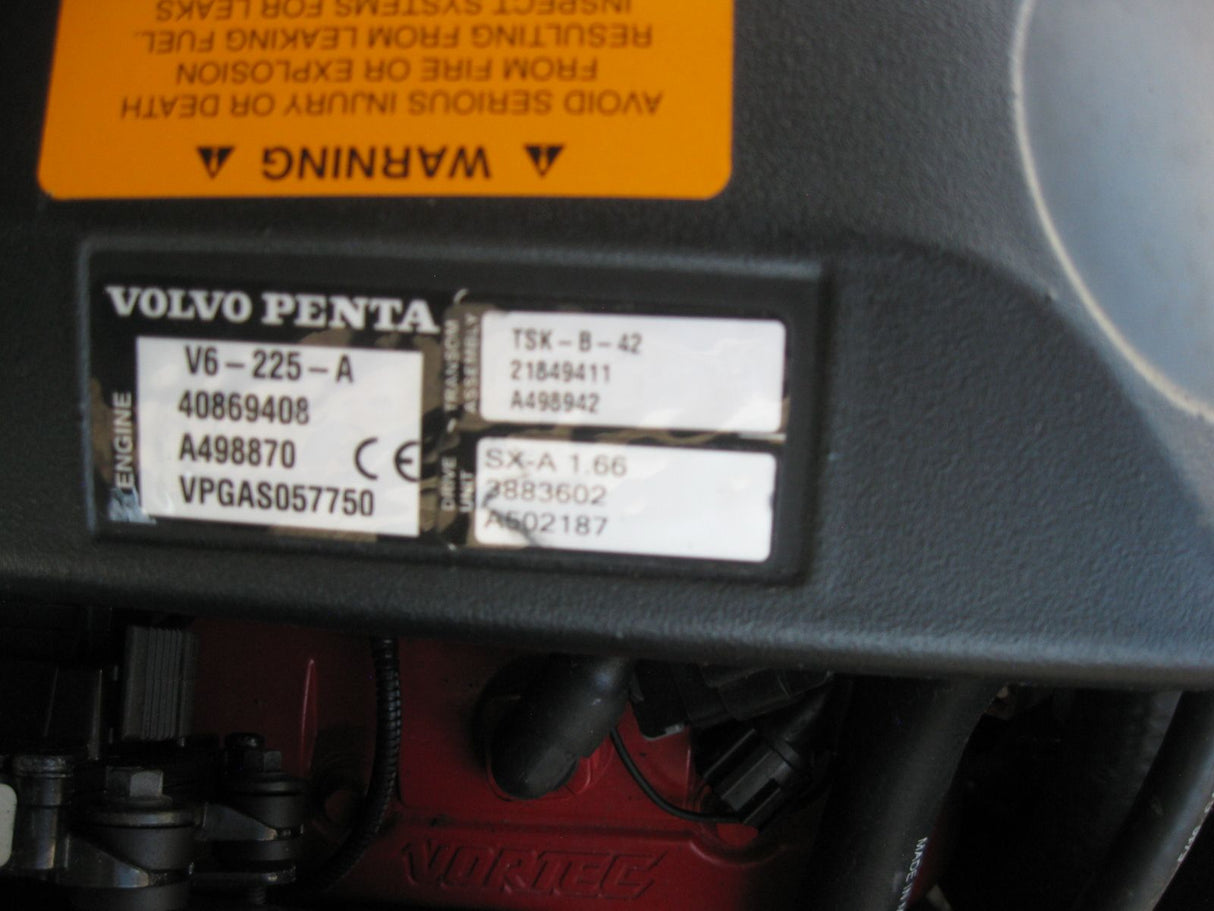 WARNING
AVOID SERIOUS INJURY OR DEATH
FROM FIRE OR EXPLOSION
RESULTING FROM LEAKING FUEL.
INSPECT SYSTEMS FOR LEAKS
VOLVO PENTA
ENGINE
V6-225-A
40869408
A498870
CE
VPGAS057750
TRANSOM
ASSEMBLY
TSK-B-42
21849411
A498942
DRIVE
UNIT
SX-A 1.66
3883602
A502187
VORTEC
MADE IN